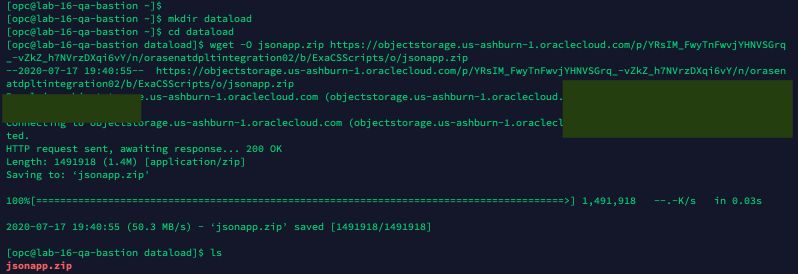 [opc@lab-16-qa-bastion ~]$
[opc@lab-16-qa-bastion ~]$ mkdir dataload
[opc@lab-16-qa-bastion ~]$ cd dataload
[opc@lab-16-qa-bastion dataload]$ wget -O jsonapp.zip https://objectstorage.us-ashburn-1.oraclecloud.com/p/YRsIM_FwyTnFwvjYHNVSGrq
_-vZkZ_h7NVrzDXqi6vY/n/orasenatdpltintegration02/b/ExaCSScripts/o/jsonapp.zip
--2020-07-17 19:40:55--  https://objectstorage.us-ashburn-1.oraclecloud.com/p/YRsIM_FwyTnFwvjYHNVSGrq_-vZkZ_h7NVrzDXqi6vY/n/orasen
atdpltintegration02/b/ExaCSScripts/o/jsonapp.zip
rage.us-ashburn-1.oraclecloud.com (objectstorage.us-ashburn-1.oraclecloud.com
Connecting to objectstorage.us-ashburn-1.oraclecloud.com (objectstorage.us-ashburn-1.oraclecl
ted.
HTTP request sent, awaiting response... 200 OK
Length: 1491918 (1.4M) [application/zip]
Saving to: ‘jsonapp.zip’
100%[======================================================================================>] 1,491,918   --.-K/s   in 0.03s
2020-07-17 19:40:55 (50.3 MB/s) - ‘jsonapp.zip’ saved [1491918/1491918]
[opc@lab-16-qa-bastion dataload]$ ls
jsonapp.zip